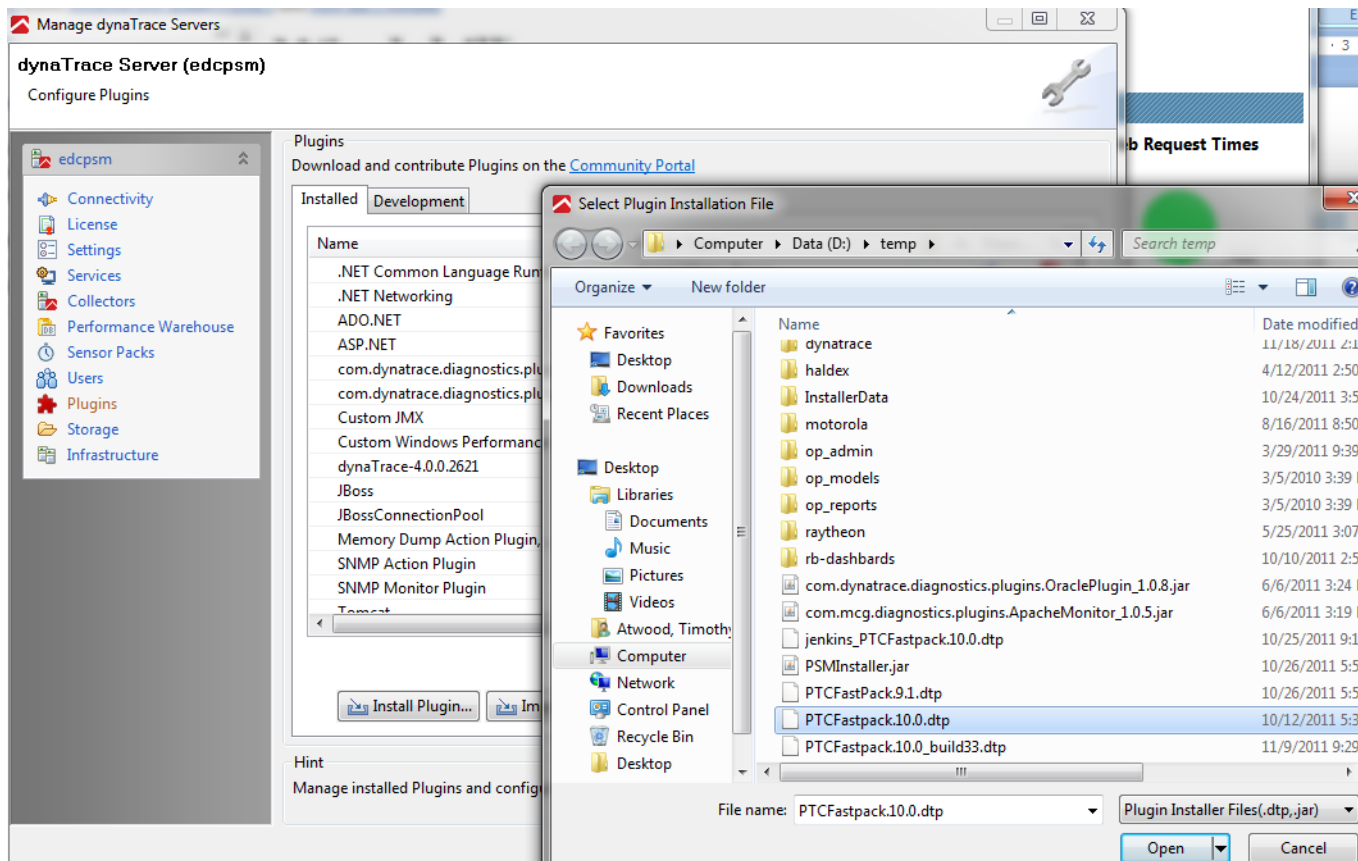 Manage dynaTrace Servers
dynaTrace Server (edcpsm)
Configure Plugins
edcpsm
Connectivity
License
Settings
Services
Collectors
Performance Warehouse
Sensor Packs
Users
Plugins
Storage
Infrastructure
Plugins
Download and contribute Plugins on the Community Portal
Installed Development
Name
.NET Common Language Run
.NET Networking
ADO.NET
ASP.NET
com.dynatrace.diagnostics.plu
com.dynatrace.diagnostics.plu
Custom JMX
Custom Windows Performanc
dynaTrace-4.0.0.2621
JBoss
JBossConnectionPool
Memory Dump Action Plugin,
SNMP Action Plugin
SNMP Monitor Plugin
Tomcat
Install Plugin... Im
Hint
Manage installed Plugins and configu
b Request Times
E
· 3
Select Plugin Installation File
Computer Data (D:) temp
Search temp
Organize New folder
Favorites
Desktop
Downloads
Recent Places
Desktop
Libraries
Documents
Music
Pictures
Videos
Atwood, Timothy
Computer
Network
Control Panel
Recycle Bin
Desktop
Name Date modified
dynatrace 11/18/2011 2:1
haldex 4/12/2011 2:50
InstallerData 10/24/2011 3:5
motorola 8/16/2011 8:50
op_admin 3/29/2011 9:39
op_models 3/5/2010 3:39
op_reports 3/5/2010 3:39
raytheon 5/25/2011 3:07
rb-dashbards 10/10/2011 2:5
com.dynatrace.diagnostics.plugins.OraclePlugin_1.0.8.jar 6/6/2011 3:24
com.mcg.diagnostics.plugins.ApacheMonitor_1.0.5.jar 6/6/2011 3:19
jenkins_PTCFastpack.10.0.dtp 10/25/2011 9:1
PSMInstaller.jar 10/26/2011 5:5
PTCFastPack.9.1.dtp 10/26/2011 5:5
PTCFastpack.10.0.dtp 10/12/2011 5:3
PTCFastpack.10.0_build33.dtp 11/9/2011 9:29
File name: PTCFastpack.10.0.dtp Plugin Installer Files(.dtp,.jar)
Open Cancel